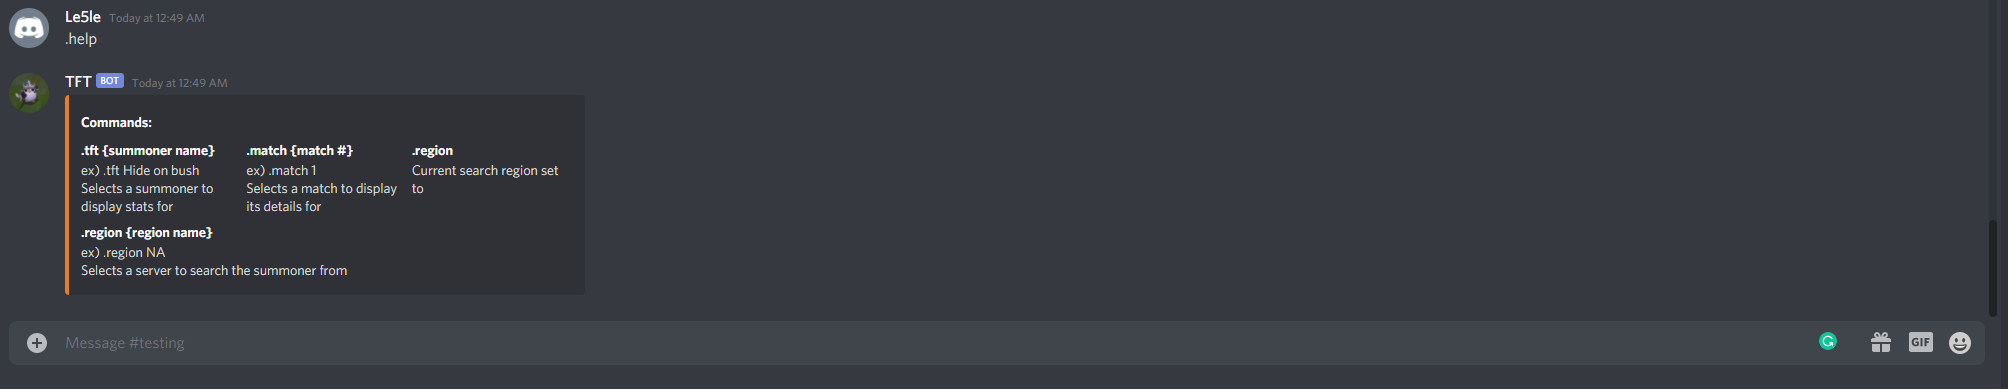 Le5le Today at 12:49 AM
.help
TFT BOT Today at 12:49 AM
Commands:
.tft {summoner name}
ex) .tft Hide on bush
Selects a summoner to
display stats for
.match {match #}
ex) .match 1
Selects a match to display
its details for
.region
Current search region set
to
.region {region name}
ex) .region NA
Selects a server to search the summoner from
Message #testing
GIF